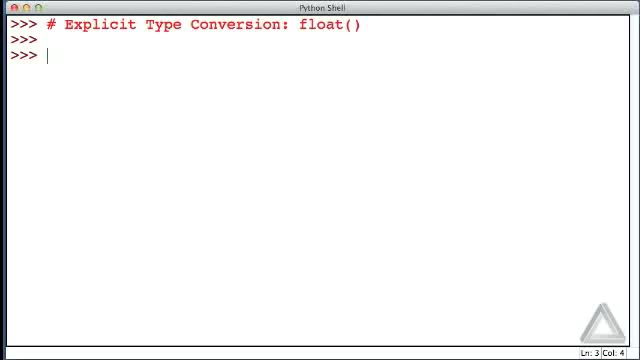 Python Shell
>>> # Explicit Type Conversion: float()
>>>
>>>
Ln: 3 Col: 4